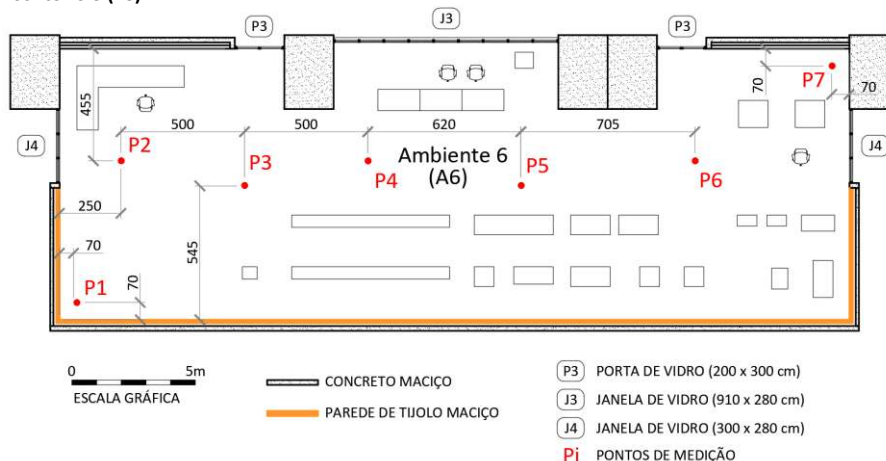 P3
J3
P3
P7
70
70
455
500
500
620
705
J4
J4
P2
P3
P4
Ambiente 6
(A6)
P5
P6
250
545
70
70
P1
0
5m
ESCALA GRÁFICA
CONCRETO MACIÇO
PAREDE DE TIJOLO MACIÇO
P3 PORTA DE VIDRO (200 x 300 cm)
J3 JANELA DE VIDRO (910 x 280 cm)
J4 JANELA DE VIDRO (300 x 280 cm)
Pi PONTOS DE MEDIÇÃO